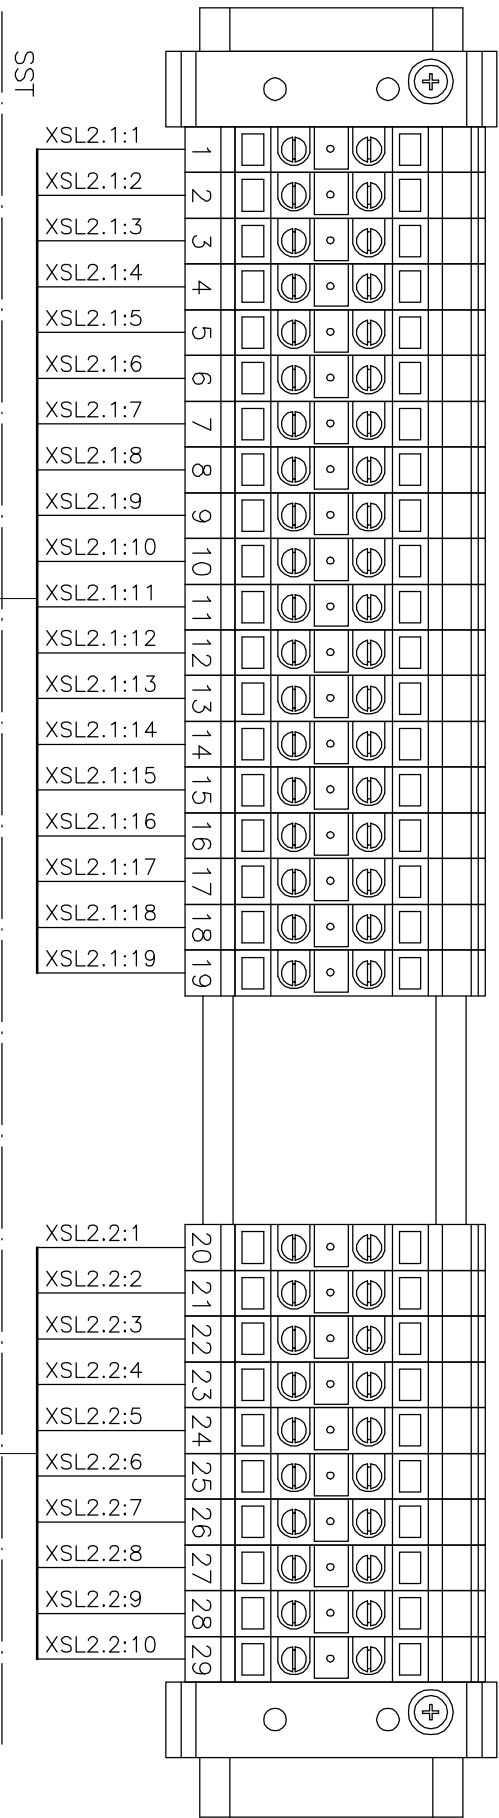 SST
XSL2.1:1 1
XSL2.1:2 2
XSL2.1:3 3
XSL2.1:4 4
XSL2.1:5 5
XSL2.1:6 6
XSL2.1:7 7
XSL2.1:8 8
XSL2.1:9 9
XSL2.1:10 10
XSL2.1:11 11
XSL2.1:12 12
XSL2.1:13 13
XSL2.1:14 14
XSL2.1:15 15
XSL2.1:16 16
XSL2.1:17 17
XSL2.1:18 18
XSL2.1:19 19
XSL2.2:1 20
XSL2.2:2 21
XSL2.2:3 22
XSL2.2:4 23
XSL2.2:5 24
XSL2.2:6 25
XSL2.2:7 26
XSL2.2:8 27
XSL2.2:9 28
XSL2.2:10 29